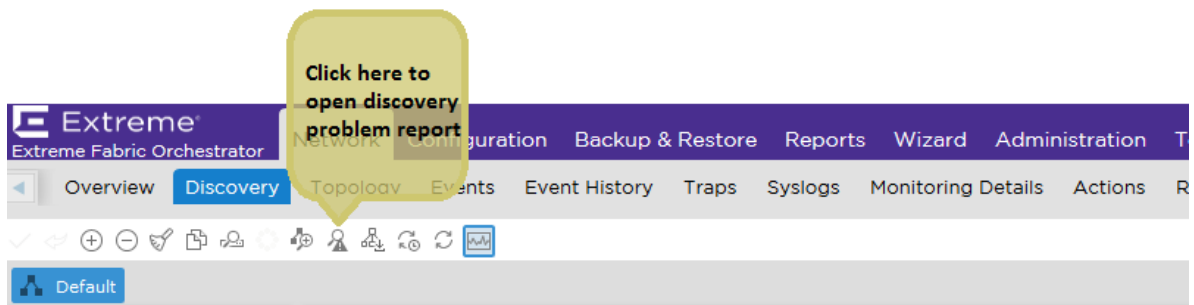 Click here to
open discovery
problem report
Extreme
Extreme Fabric Orchestrator
Network Configuration Backup & Restore Reports Wizard Administration
Overview Discovery Topology Events Event History Traps Syslogs Monitoring Details Actions
Default